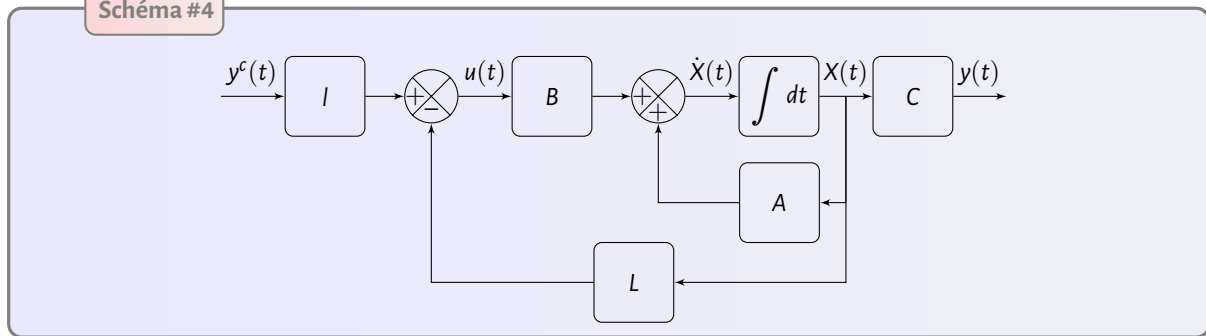 Schéma #4
y^c(t) l + − u(t) B + + Ẋ(t) ∫ dt X(t) C y(t)
A
L